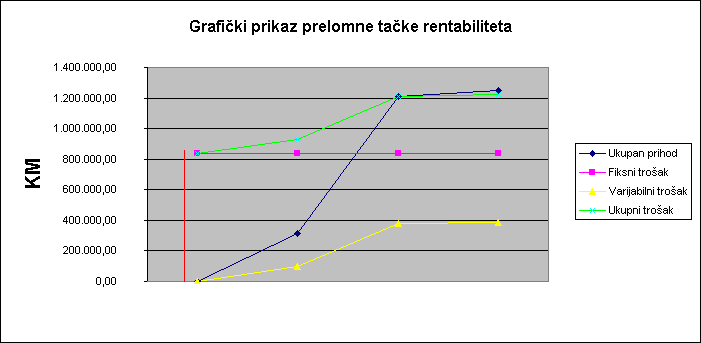 Grafički prikaz prelomne tačke rentabiliteta
1.400.000,00
1.200.000,00
1.000.000,00
800.000,00
600.000,00
400.000,00
200.000,00
0,00
KM
Ukupan prihod
Fiksni trošak
Varijabilni trošak
Ukupni trošak